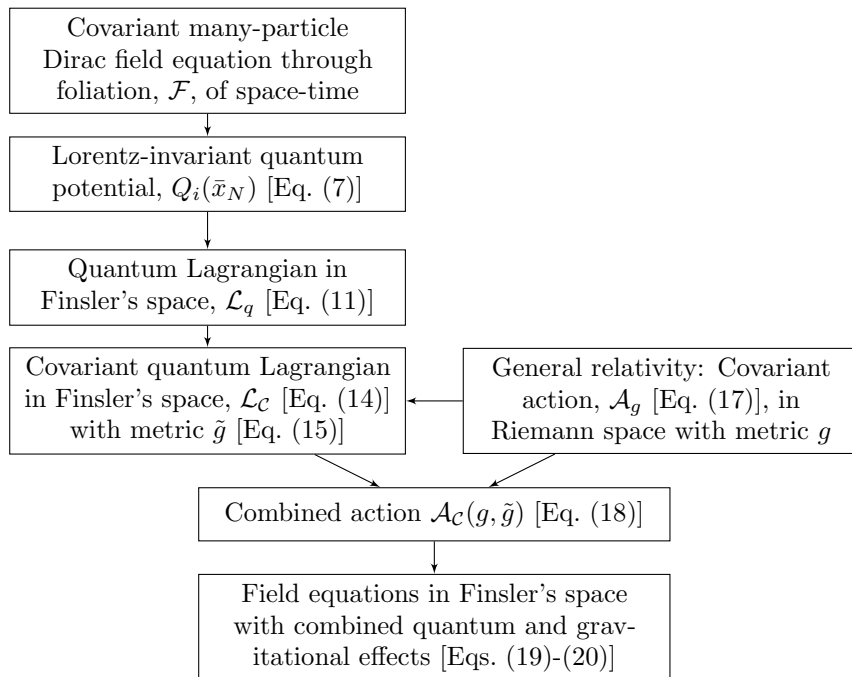 Covariant many-particle
Dirac field equation through
foliation, ℱ, of space-time
Lorentz-invariant quantum
potential, Qᵢ(x̄_N) [Eq. (7)]
Quantum Lagrangian in
Finsler's space, ℒ_q [Eq. (11)]
Covariant quantum Lagrangian
in Finsler's space, ℒ_𝒞 [Eq. (14)]
with metric g̃ [Eq. (15)]
General relativity: Covariant
action, 𝒜_g [Eq. (17)], in
Riemann space with metric g
Combined action 𝒜_𝒞(g, g̃) [Eq. (18)]
Field equations in Finsler's space
with combined quantum and grav-
itational effects [Eqs. (19)-(20)]